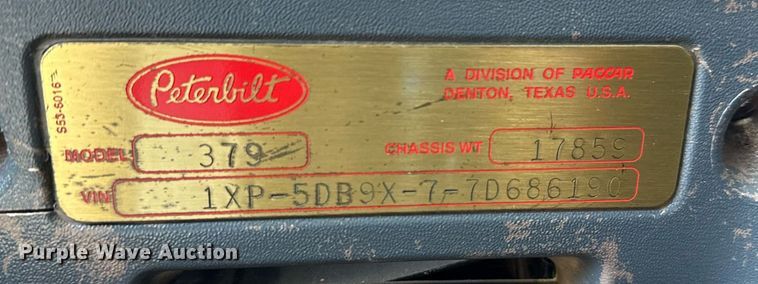 Peterbilt
A DIVISION OF PACCAR
DENTON, TEXAS U.S.A.
S53-6016
MODEL 379
CHASSIS WT 17859
VIN 1XP-5DB9X-7-7D686190
Purple Wave Auction